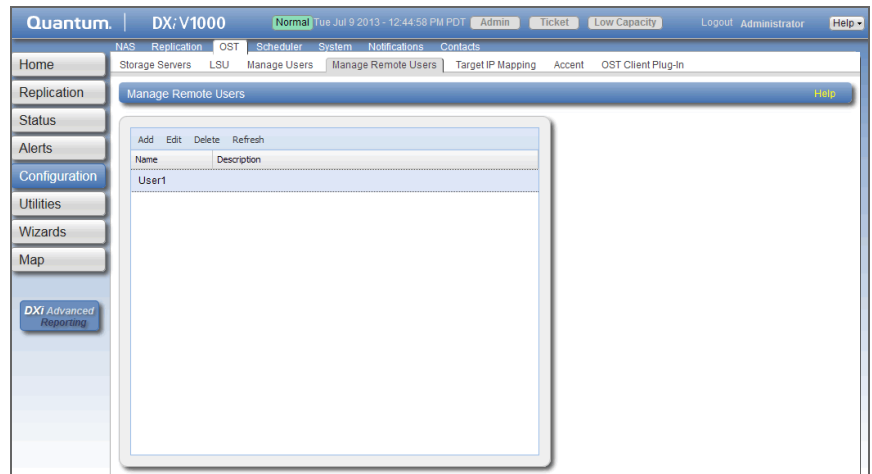 Quantum. DXi V1000 Normal Tue Jul 9 2013 - 12:44:58 PM PDT Admin Ticket Low Capacity Logout Administrator Help
NAS Replication OST Scheduler System Notifications Contacts
Home Storage Servers LSU Manage Users Manage Remote Users Target IP Mapping Accent OST Client Plug-In
Replication Manage Remote Users Help
Status
Add Edit Delete Refresh
Alerts
Name Description
Configuration User1
Utilities
Wizards
Map
DXi Advanced
Reporting